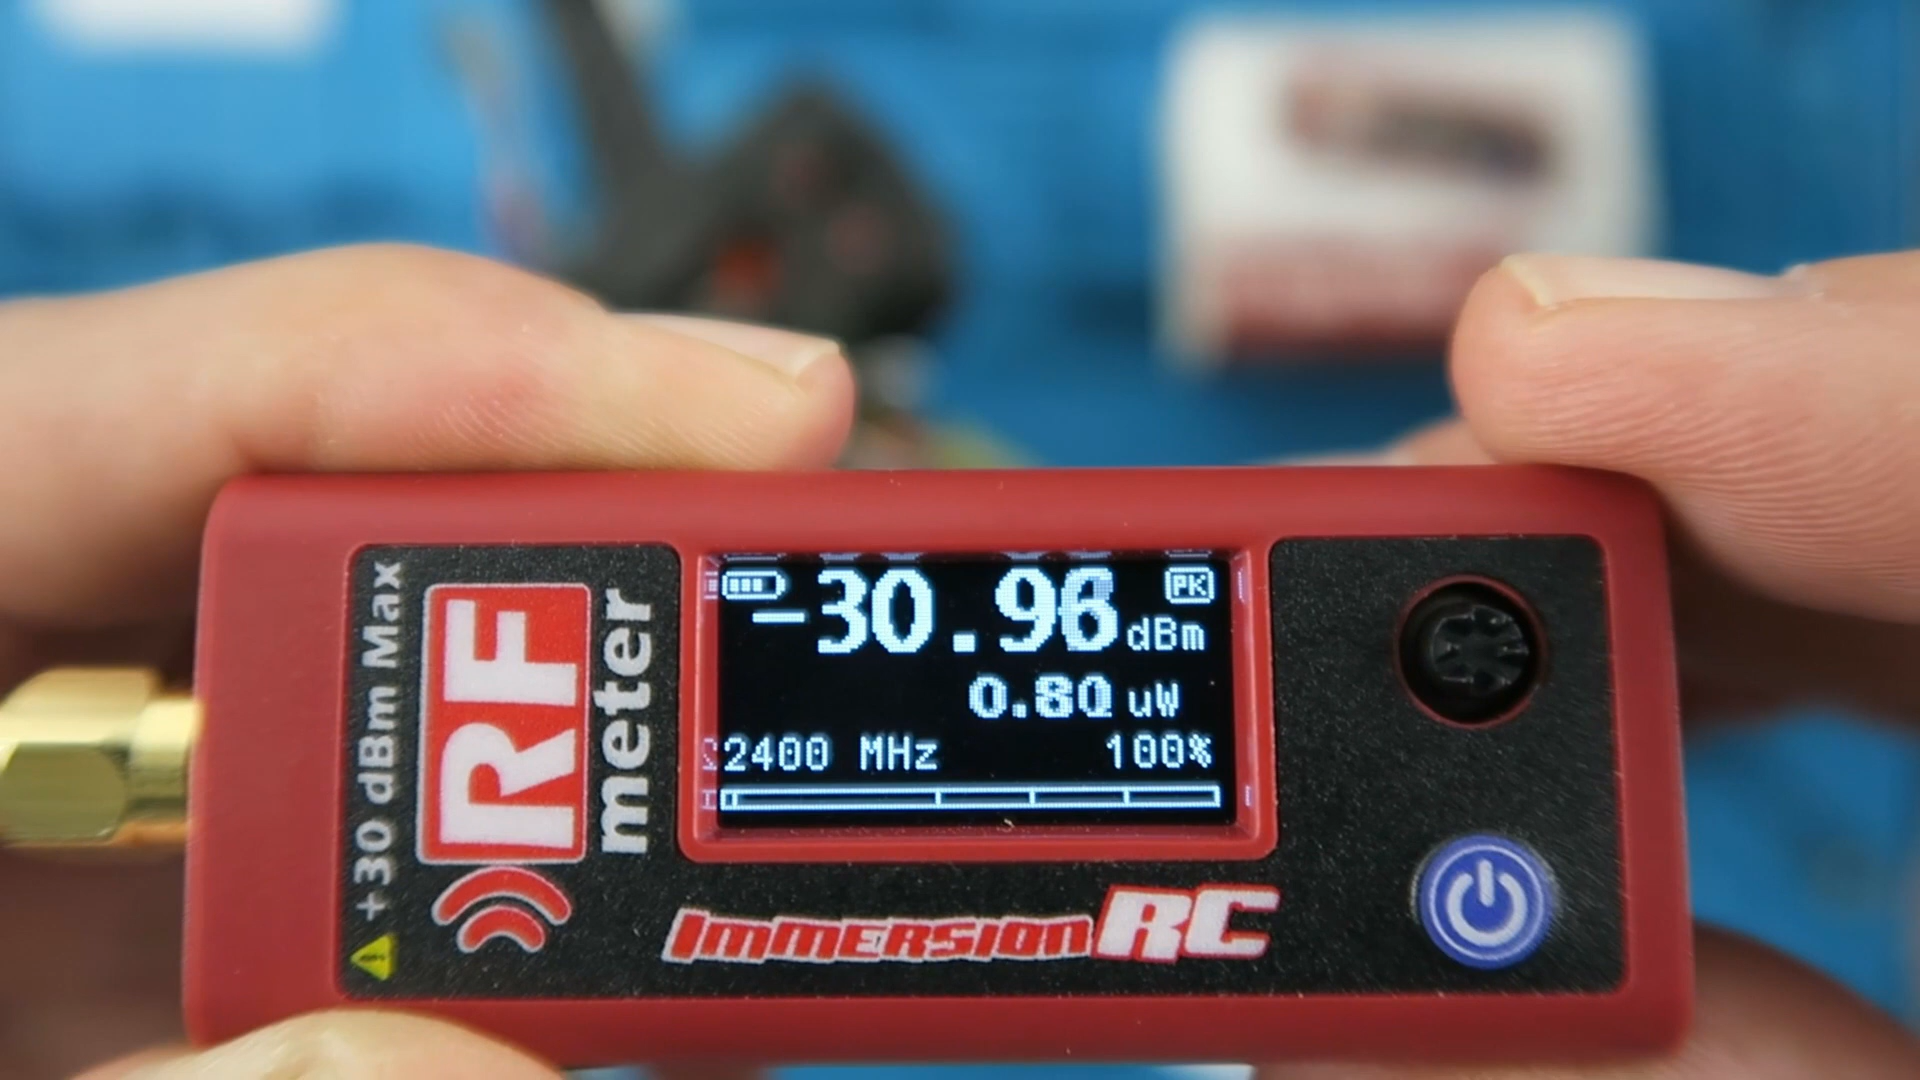 +30 dBm Max
RF
meter
PK
-30.96 dBm
0.80 uW
2400 MHz 100%
ImmersionRC